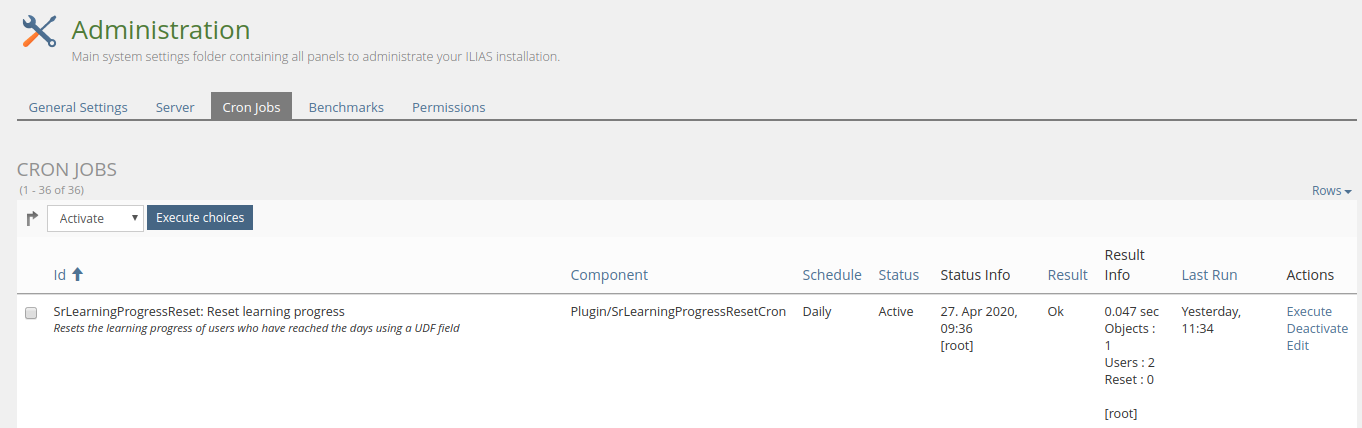 Administration
Main system settings folder containing all panels to administrate your ILIAS installation.
General Settings Server Cron Jobs Benchmarks Permissions
CRON JOBS
(1 - 36 of 36)
Rows
Activate Execute choices
Id Component Schedule Status Status Info Result Result Info Last Run Actions
SrLearningProgressReset: Reset learning progress
Resets the learning progress of users who have reached the days using a UDF field
Plugin/SrLearningProgressResetCron
Daily
Active
27. Apr 2020,
09:36
[root]
Ok
0.047 sec
Objects :
1
Users : 2
Reset : 0
[root]
Yesterday,
11:34
Execute
Deactivate
Edit